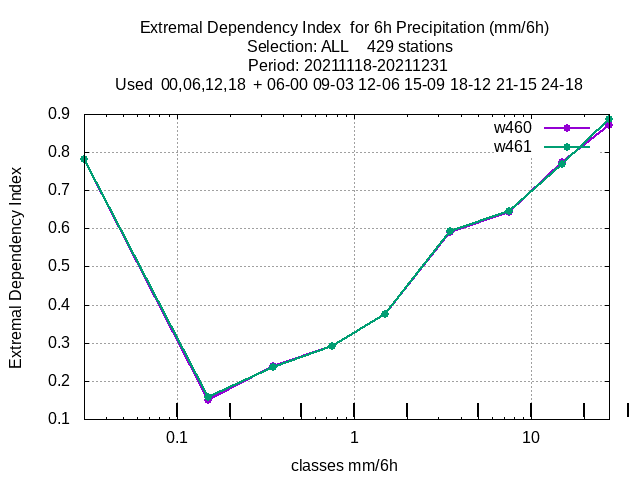 Extremal Dependency Index  for 6h Precipitation (mm/6h)
Selection: ALL    429 stations
Period: 20211118-20211231
Used  00,06,12,18  + 06-00 09-03 12-06 15-09 18-12 21-15 24-18
w460
w461
0.9
0.8
0.7
0.6
0.5
0.4
0.3
0.2
0.1
Extremal Dependency Index
0.1 1 10
classes mm/6h